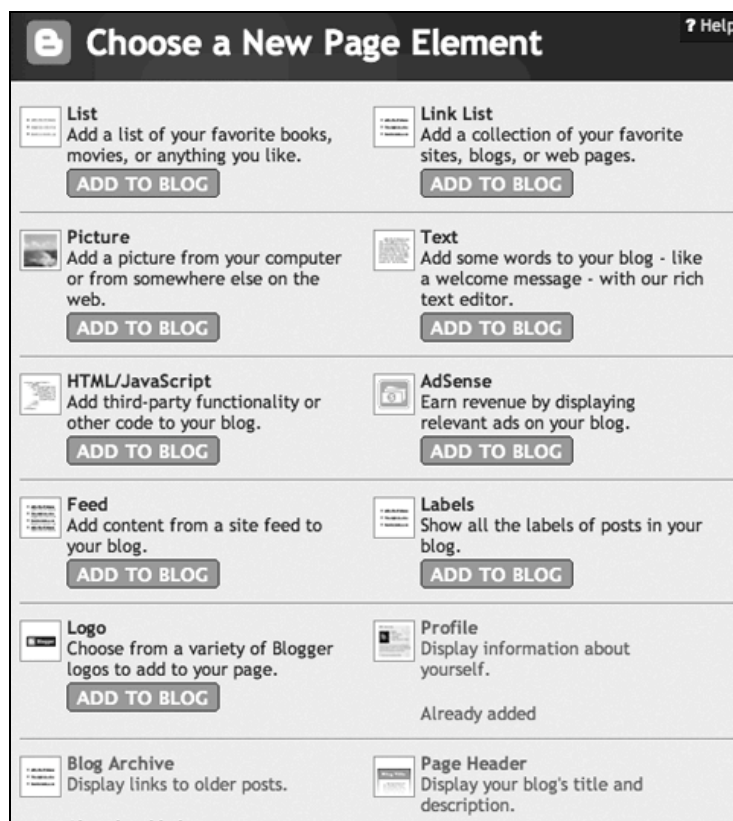 Choose a New Page Element
? Help
List
Add a list of your favorite books,
movies, or anything you like.
ADD TO BLOG
Link List
Add a collection of your favorite
sites, blogs, or web pages.
ADD TO BLOG
Picture
Add a picture from your computer
or from somewhere else on the
web.
ADD TO BLOG
Text
Add some words to your blog - like
a welcome message - with our rich
text editor.
ADD TO BLOG
HTML/JavaScript
Add third-party functionality or
other code to your blog.
ADD TO BLOG
AdSense
Earn revenue by displaying
relevant ads on your blog.
ADD TO BLOG
Feed
Add content from a site feed to
your blog.
ADD TO BLOG
Labels
Show all the labels of posts in your
blog.
ADD TO BLOG
Logo
Choose from a variety of Blogger
logos to add to your page.
ADD TO BLOG
Profile
Display information about
yourself.
Already added
Blog Archive
Display links to older posts.
Page Header
Display your blog's title and
description.